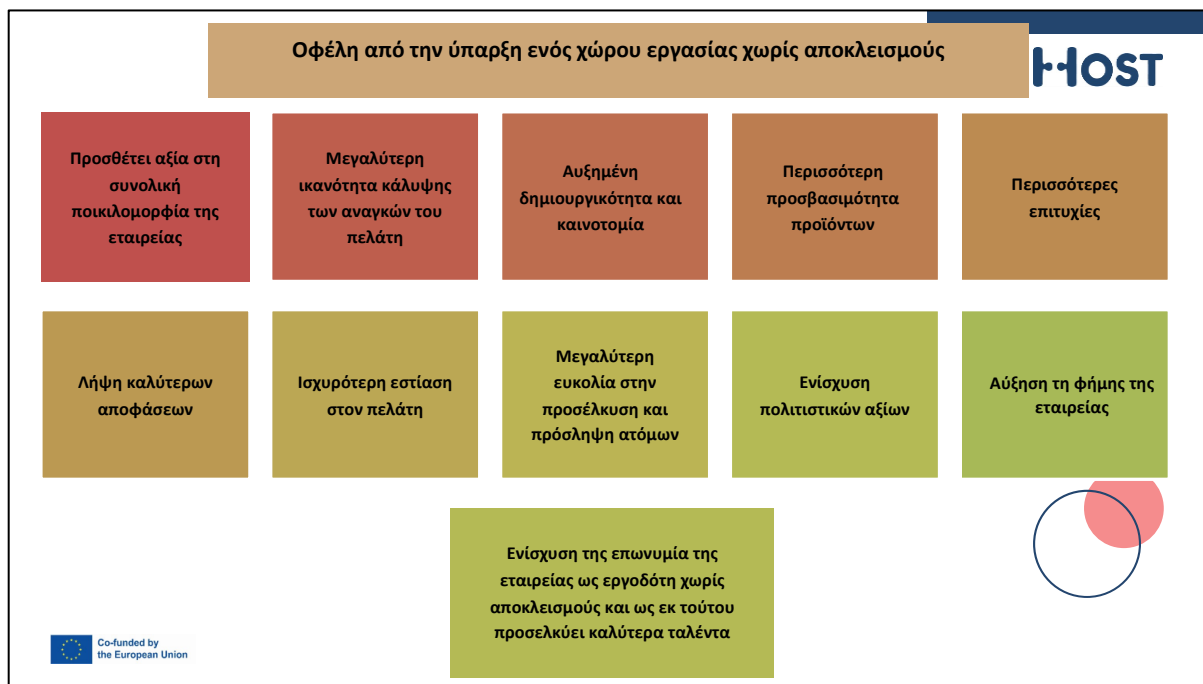 Οφέλη από την ύπαρξη ενός χώρου εργασίας χωρίς αποκλεισμούς
HOST
Προσθέτει αξία στη
συνολική
ποικιλομορφία της
εταιρείας
Μεγαλύτερη
ικανότητα κάλυψης
των αναγκών του
πελάτη
Αυξημένη
δημιουργικότητα και
καινοτομία
Περισσότερη
προσβασιμότητα
προϊόντων
Περισσότερες
επιτυχίες
Λήψη καλύτερων
αποφάσεων
Ισχυρότερη εστίαση
στον πελάτη
Μεγαλύτερη
ευκολία στην
προσέλκυση και
πρόσληψη ατόμων
Ενίσχυση
πολιτιστικών αξίων
Αύξηση τη φήμης της
εταιρείας
Ενίσχυση της επωνυμία της
εταιρείας ως εργοδότη χωρίς
αποκλεισμούς και ως εκ τούτου
προσελκύει καλύτερα ταλέντα
Co-funded by
the European Union